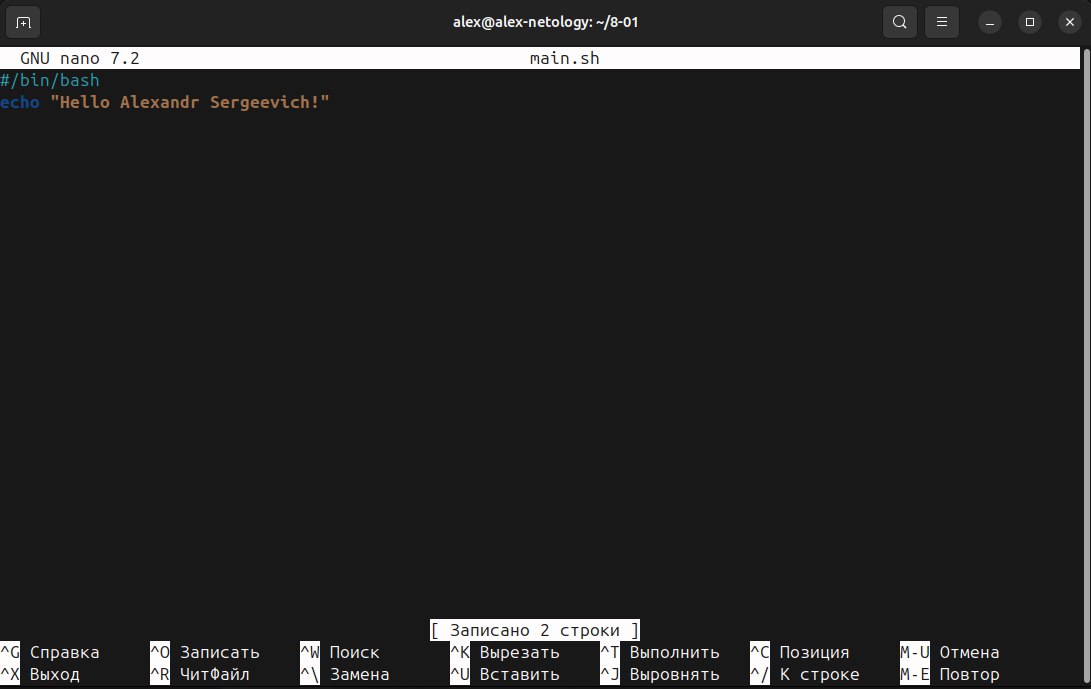 alex@alex-netology: ~/8-01
GNU nano 7.2 main.sh
#/bin/bash
echo "Hello Alexandr Sergeevich!"
[ Записано 2 строки ]
^G Справка ^O Записать ^W Поиск ^K Вырезать ^T Выполнить ^C Позиция M-U Отмена
^X Выход ^R ЧитФайл ^\ Замена ^U Вставить ^J Выровнять ^/ К строке M-E Повтор